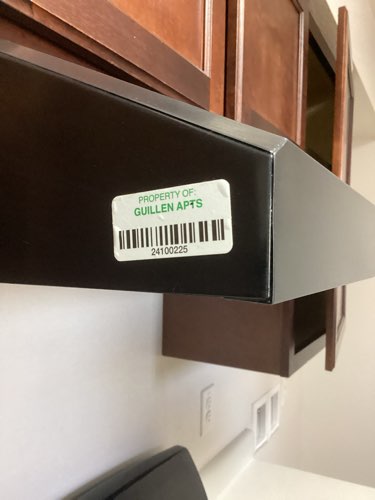 PROPERTY OF:
GUILLEN APTS
24100225